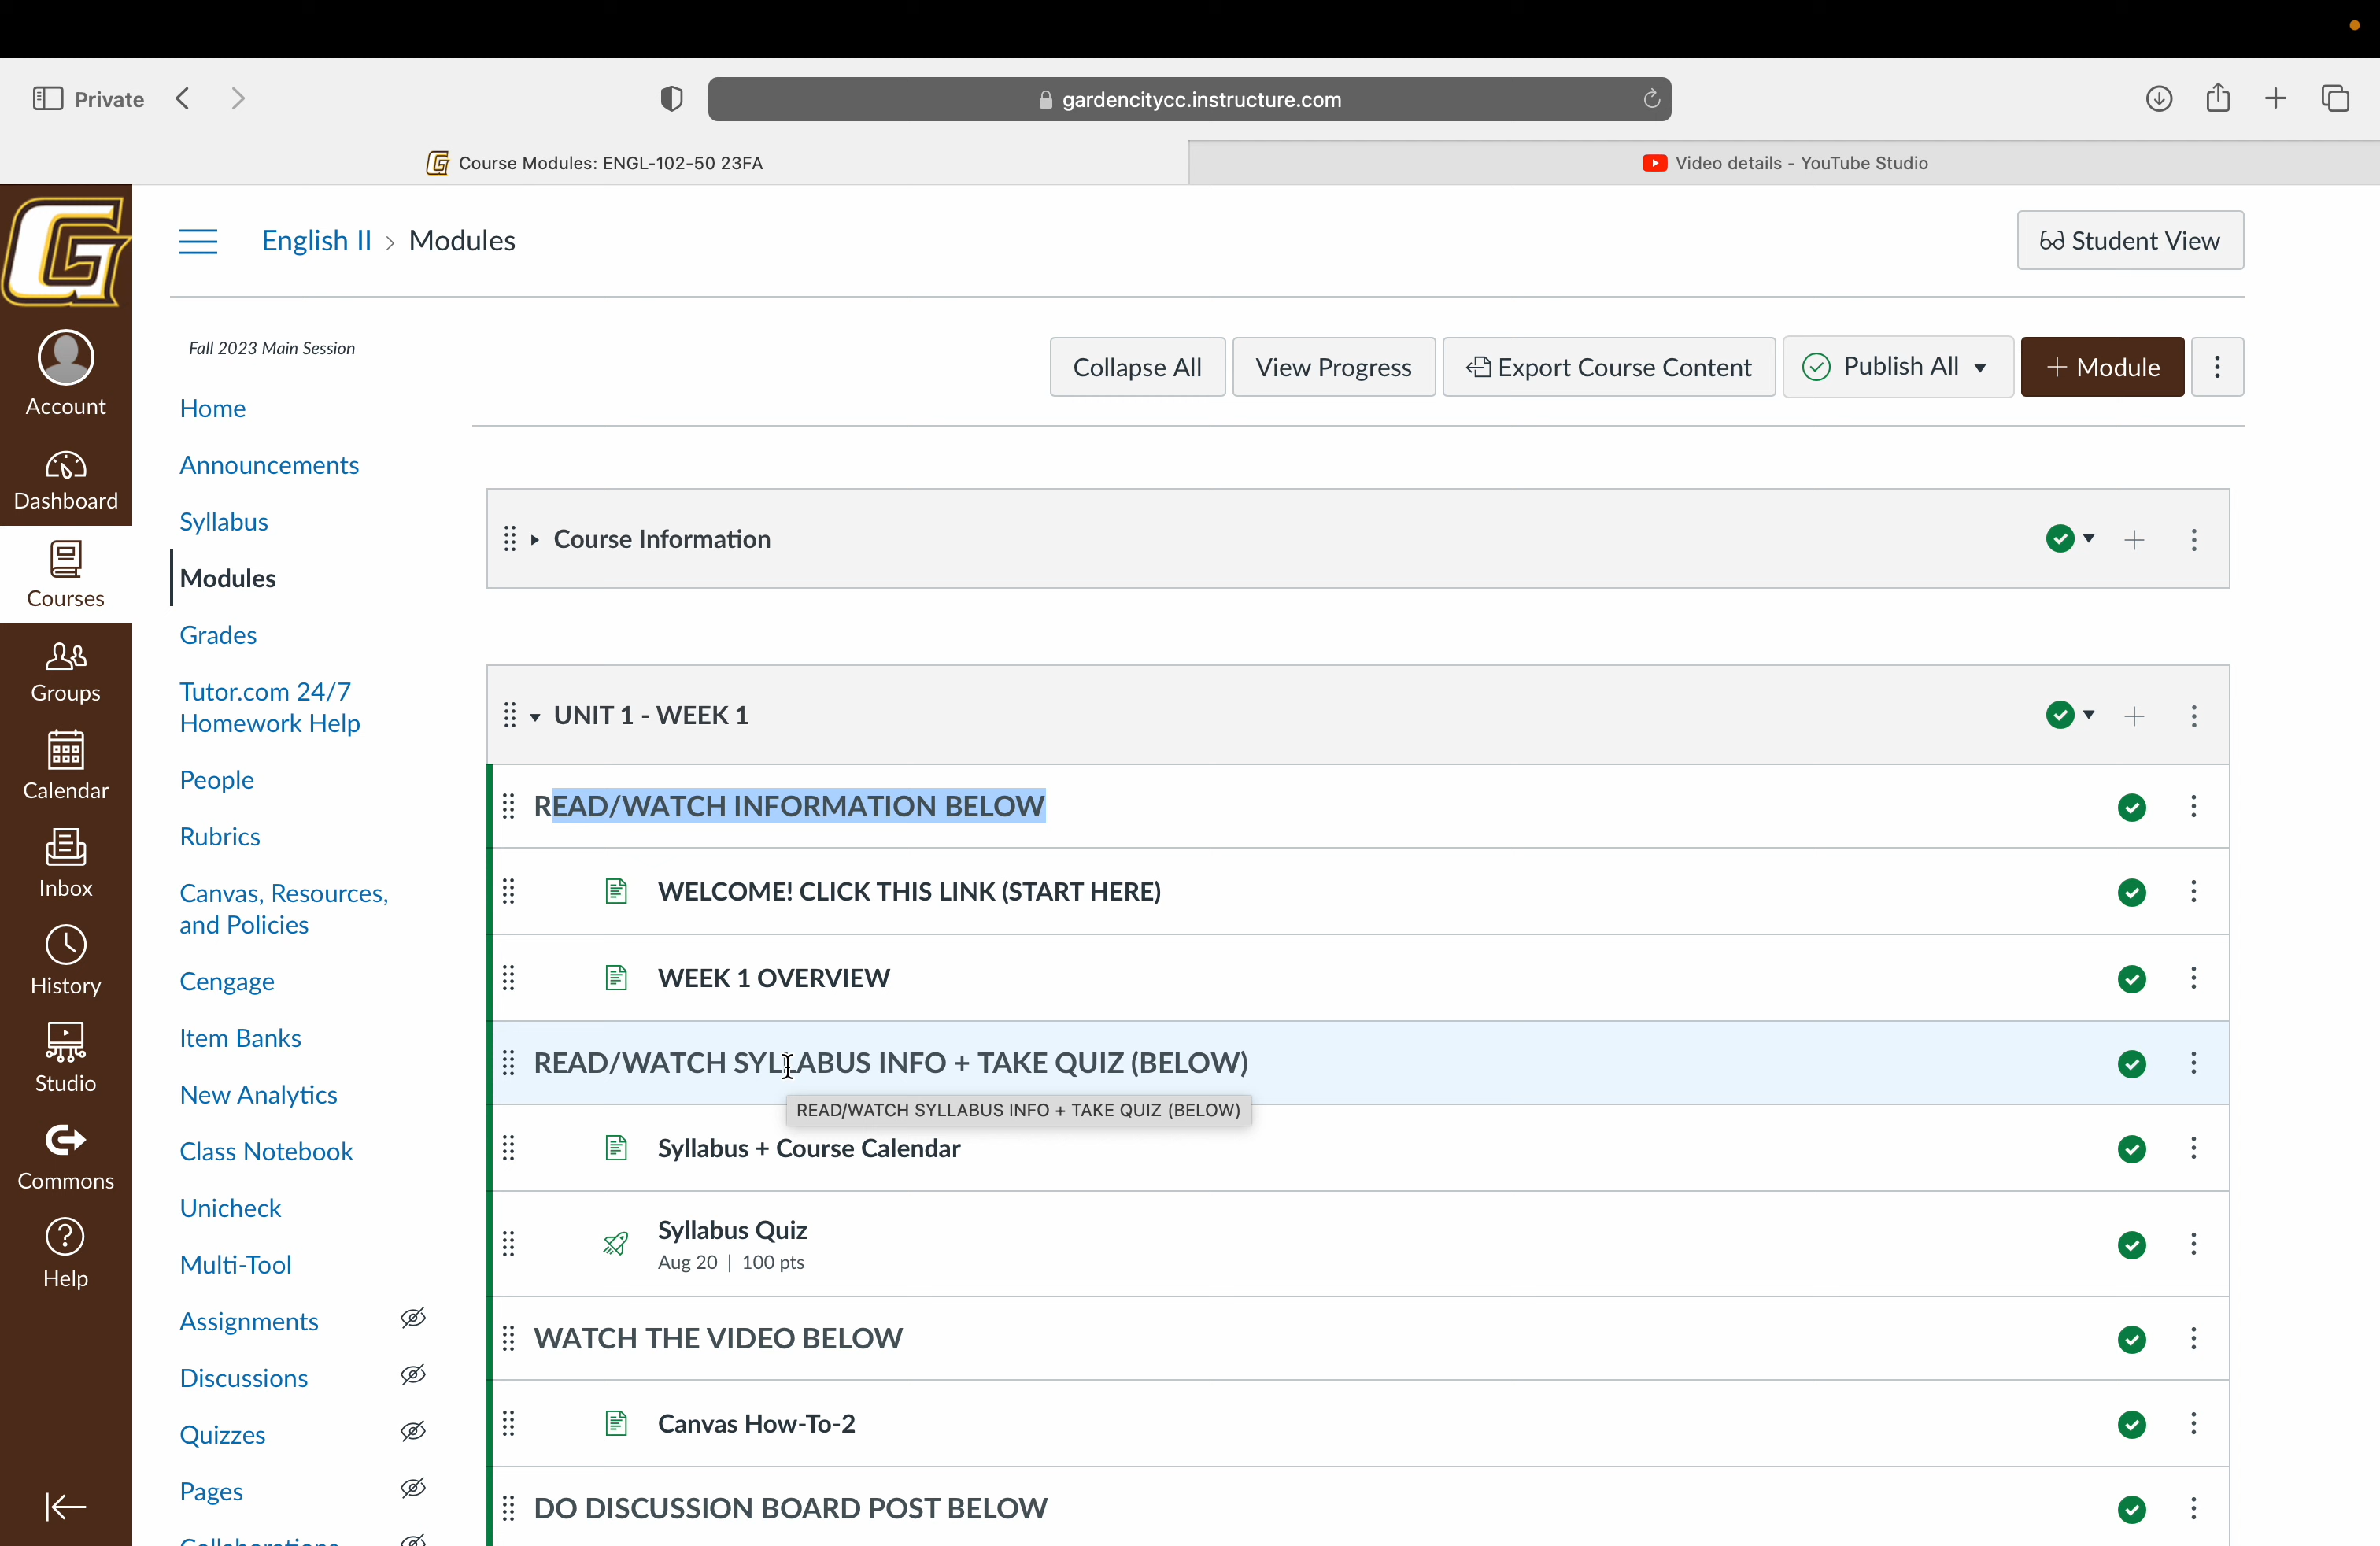 Private
gardencitycc.instructure.com
Course Modules: ENGL-102-50 23FA
Video details - YouTube Studio
G
Account
Dashboard
Courses
Groups
Calendar
Inbox
History
Studio
Commons
Help
English II > Modules
Student View
Fall 2023 Main Session
Home
Announcements
Syllabus
Modules
Grades
Tutor.com 24/7
Homework Help
People
Rubrics
Canvas, Resources,
and Policies
Cengage
Item Banks
New Analytics
Class Notebook
Unicheck
Multi-Tool
Assignments
Discussions
Quizzes
Pages
Collaborations
Collapse All
View Progress
Export Course Content
Publish All
+ Module
Course Information
UNIT 1 - WEEK 1
READ/WATCH INFORMATION BELOW
WELCOME! CLICK THIS LINK (START HERE)
WEEK 1 OVERVIEW
READ/WATCH SYLLABUS INFO + TAKE QUIZ (BELOW)
READ/WATCH SYLLABUS INFO + TAKE QUIZ (BELOW)
Syllabus + Course Calendar
Syllabus Quiz
Aug 20 | 100 pts
WATCH THE VIDEO BELOW
Canvas How-To-2
DO DISCUSSION BOARD POST BELOW